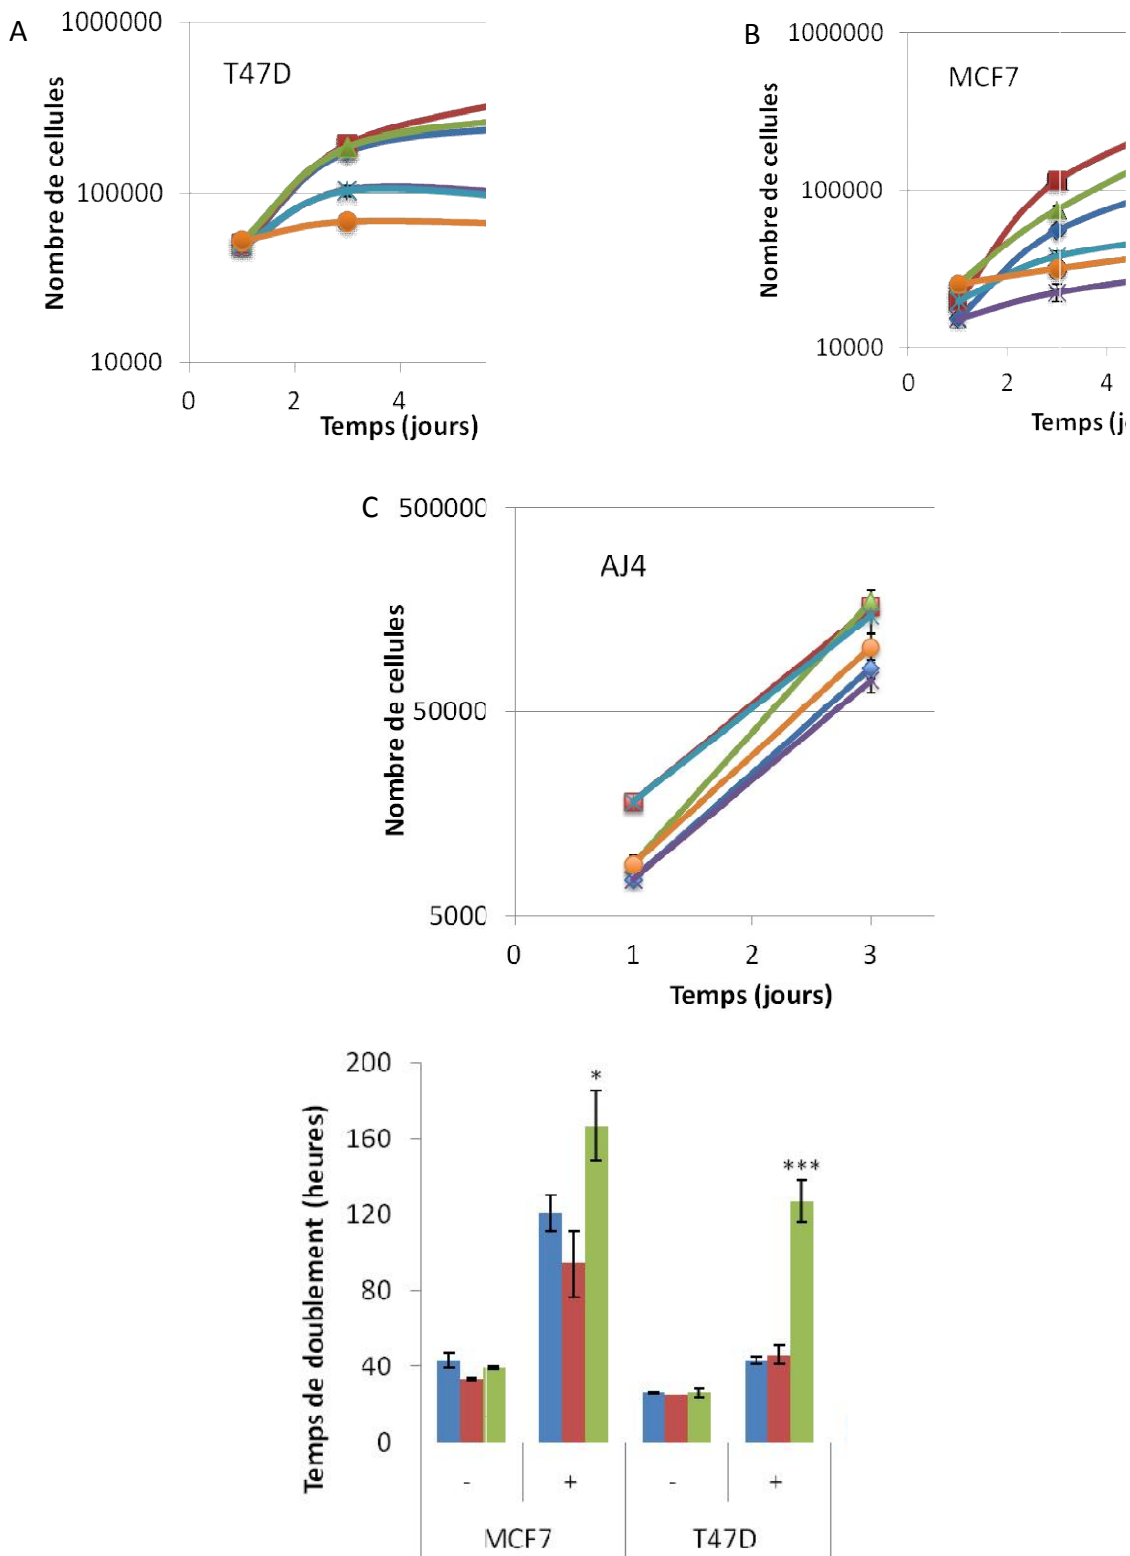 A
1000000
T47D
Nombre de cellules
100000
10000
0 2 4
Temps (jours)
B
1000000
MCF7
Nombre de cellules
100000
10000
0 2 4
Temps (j
C
500000
AJ4
Nombre de cellules
50000
5000
0 1 2 3
Temps (jours)
Temps de doublement (heures)
200
160
120
80
40
0
*
***
- + - +
MCF7 T47D